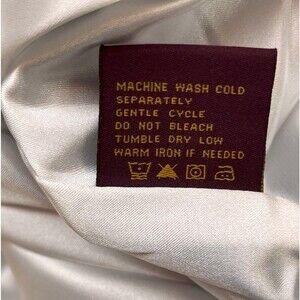 MACHINE WASH COLD
SEPARATELY
GENTLE CYCLE
DO NOT BLEACH
TUMBLE DRY LOW
WARM IRON IF NEEDED